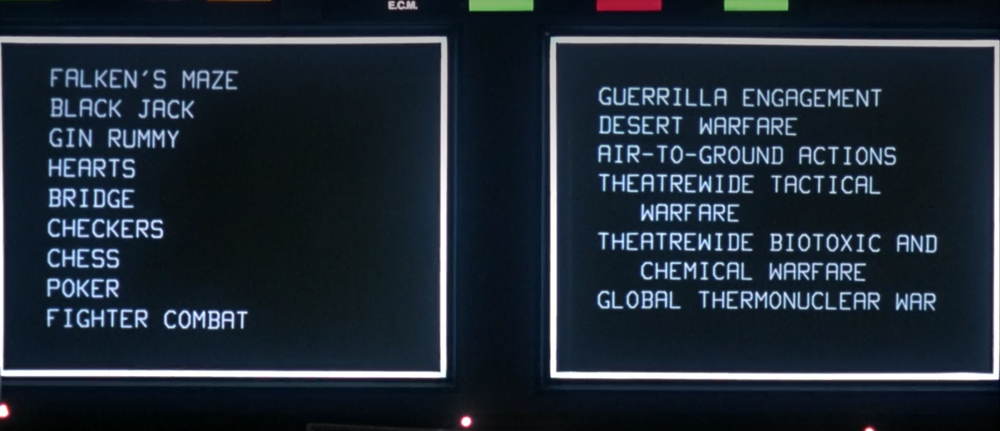 E.C.M.
FALKEN'S MAZE
BLACK JACK
GIN RUMMY
HEARTS
BRIDGE
CHECKERS
CHESS
POKER
FIGHTER COMBAT
GUERRILLA ENGAGEMENT
DESERT WARFARE
AIR-TO-GROUND ACTIONS
THEATREWIDE TACTICAL
WARFARE
THEATREWIDE BIOTOXIC AND
CHEMICAL WARFARE
GLOBAL THERMONUCLEAR WAR